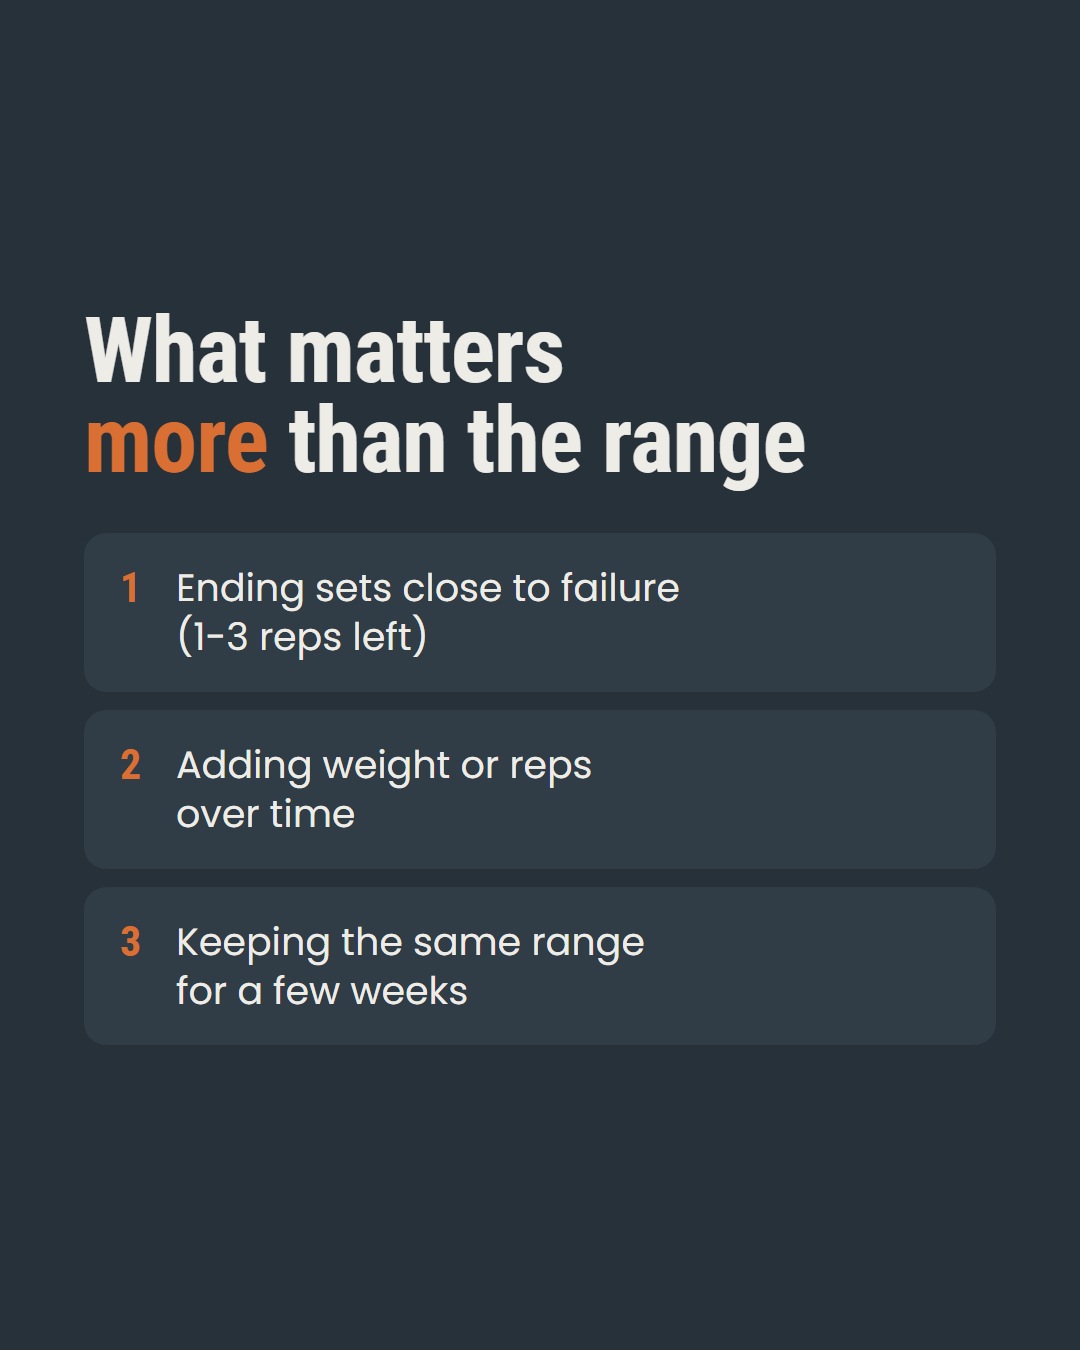 What matters
more than the range
1 Ending sets close to failure
(1–3 reps left)
2 Adding weight or reps
over time
3 Keeping the same range
for a few weeks